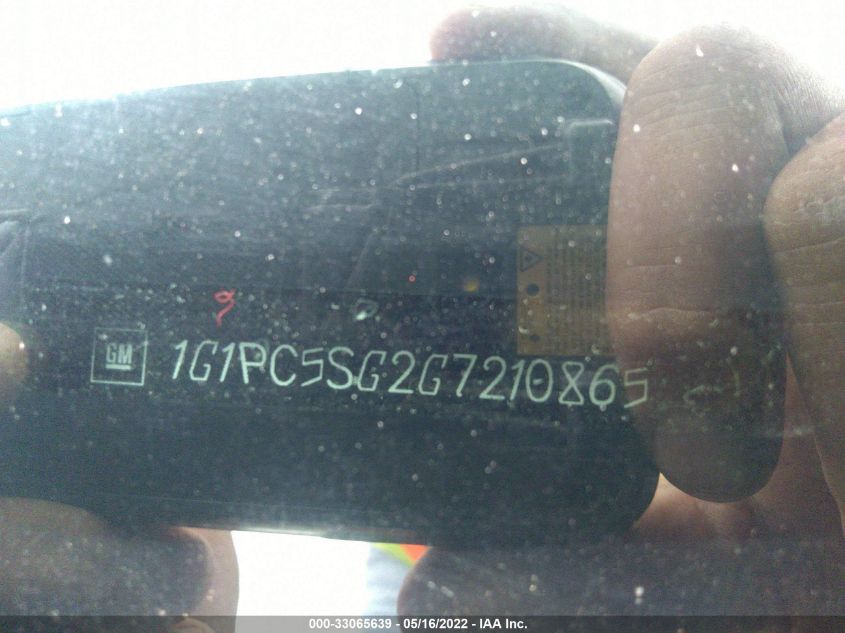 GM 1G1PC5SG2G7210865
000-33065639 - 05/16/2022 - IAA Inc.